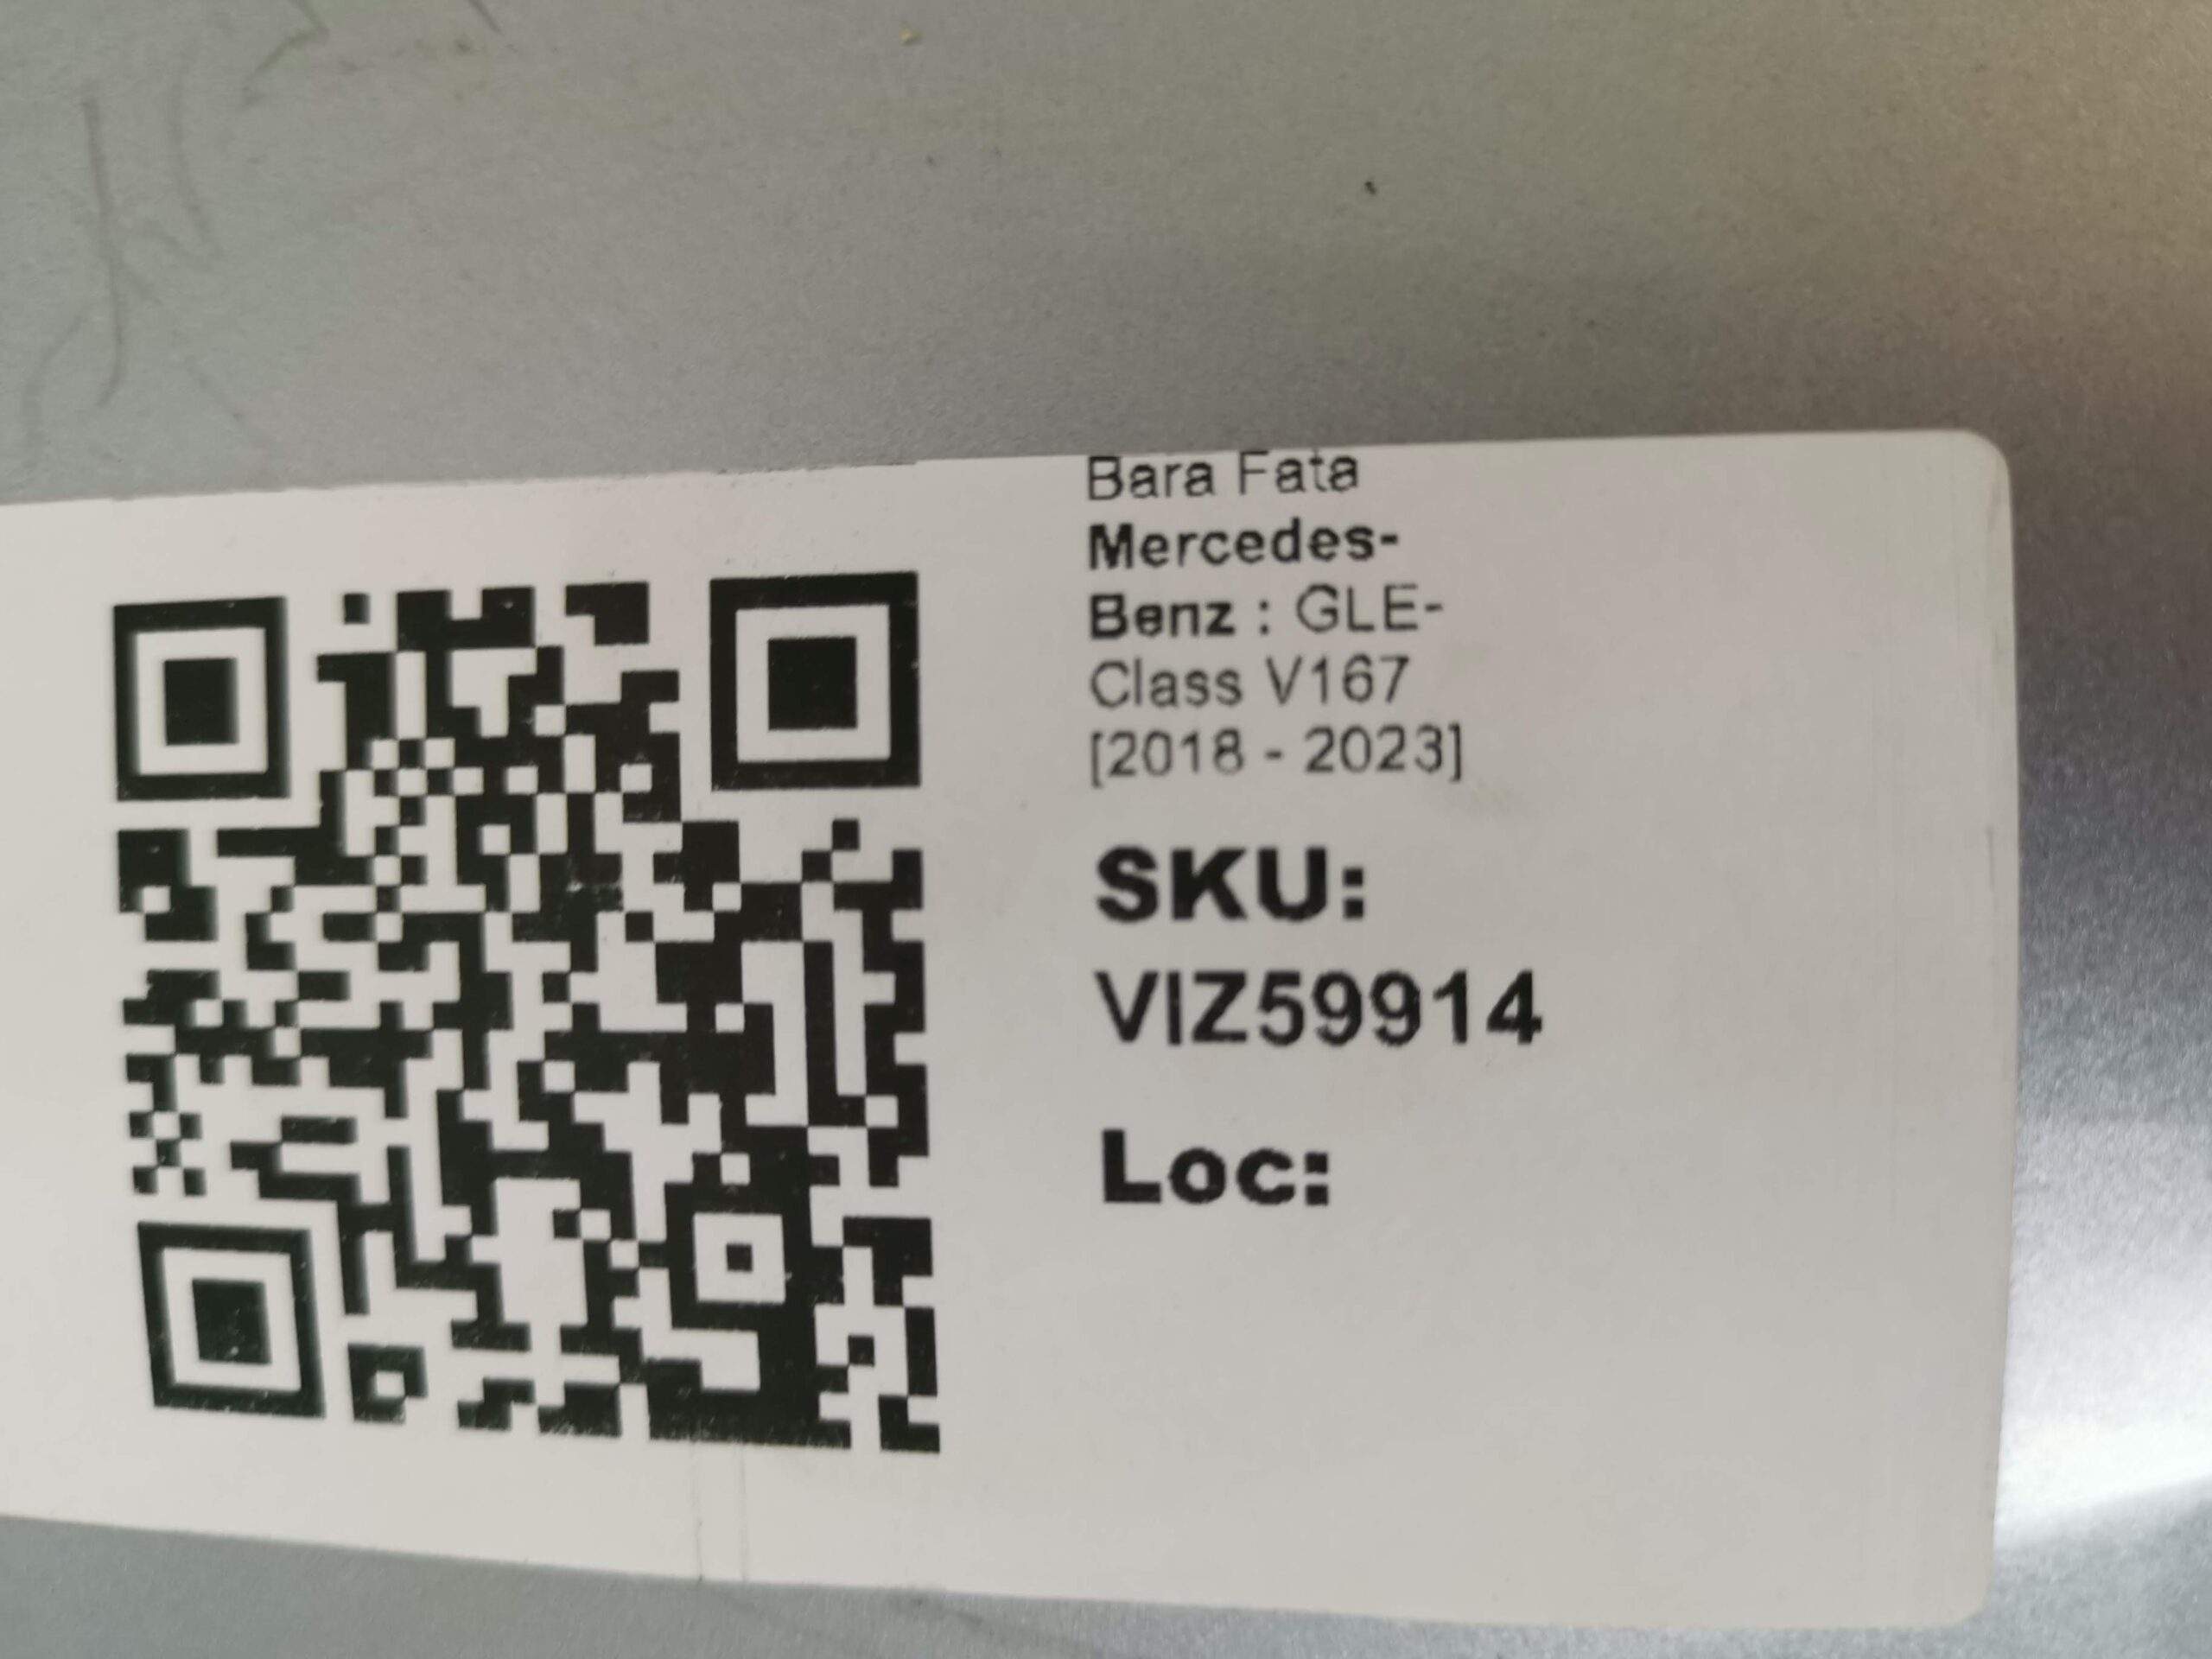 Bara Fata
Mercedes-
Benz : GLE-
Class V167
[2018 - 2023]
SKU:
VIZ59914
Loc: